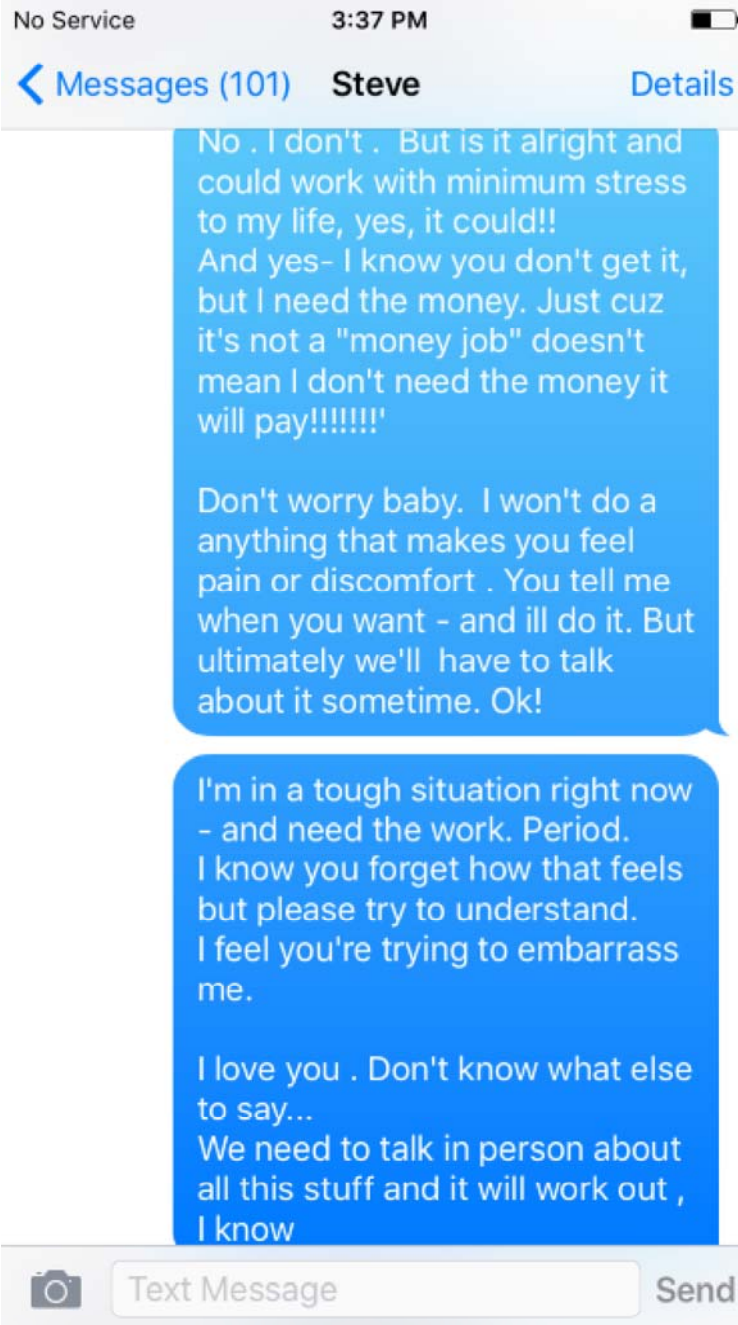 No Service 3:37 PM
Messages (101) Steve Details
No . I don't . But is it alright and
could work with minimum stress
to my life, yes, it could!!
And yes- I know you don't get it,
but I need the money. Just cuz
it's not a "money job" doesn't
mean I don't need the money it
will pay!!!!!!!'
Don't worry baby. I won't do a
anything that makes you feel
pain or discomfort . You tell me
when you want - and ill do it. But
ultimately we'll have to talk
about it sometime. Ok!
I'm in a tough situation right now
- and need the work. Period.
I know you forget how that feels
but please try to understand.
I feel you're trying to embarrass
me.
I love you . Don't know what else
to say...
We need to talk in person about
all this stuff and it will work out ,
I know
Text Message Send